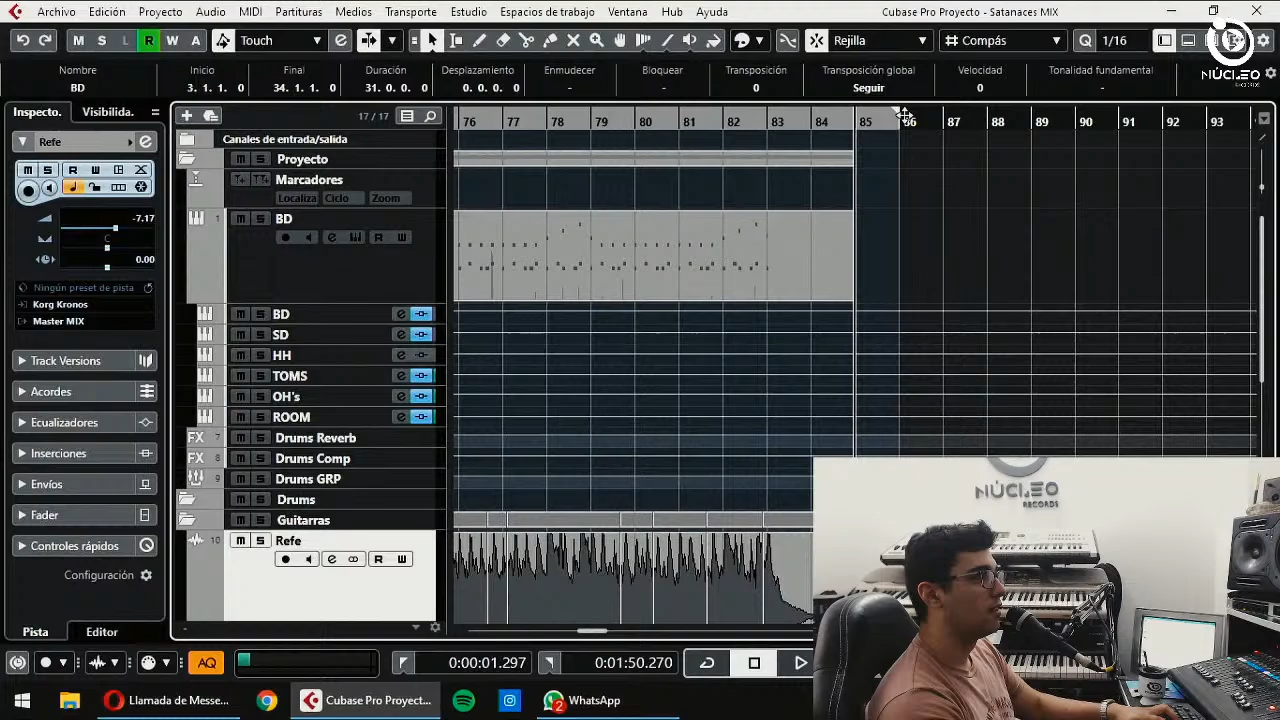 Archivo Edición Proyecto Audio MIDI Partituras Medios Transporte Estudio Espacios de trabajo Ventana Hub Ayuda Cubase Pro Proyecto - Satanaces MIX
M S L R W A Touch Rejilla Compás Q 1/16
Nombre Inicio Final Duración Desplazamiento Enmudecer Bloquear Transposición Transposición global Velocidad Tonalidad fundamental
BD 3. 1. 1. 0 34. 1. 1. 0 31. 0. 0. 0 0. 0. 0. 0 - - 0 Seguir 0 -
NÚCLEO
Inspecto. Visibilida. 17 / 17
76 77 78 79 80 81 82 83 84 85 86 87 88 89 90 91 92 93
Refe
Canales de entrada/salida
M S Proyecto
M S R W
Marcadores
Localiza Ciclo Zoom
-7.17
1 M S BD
C
R W
0.00
Ningún preset de pista
Korg Kronos
Master MIX
M S BD
M S SD
M S HH
M S TOMS
M S OH's
M S ROOM
FX 7 M S Drums Reverb
FX 8 M S Drums Comp
9 M S Drums GRP
M S Drums
M S Guitarras
10 M S Refe
R W
Track Versions
Acordes
Ecualizadores
Inserciones
Envíos
Fader
Controles rápidos
Configuración
Pista Editor
NÚCLEO
RECORDS
AQ 0:00:01.297 0:01:50.270
Llamada de Messe... Cubase Pro Proyect... 2 WhatsApp